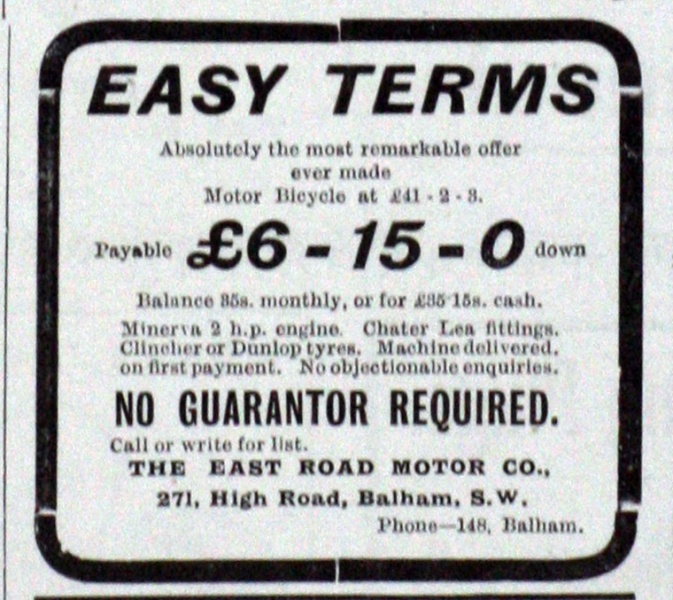 EASY TERMS
Absolutely the most remarkable offer
ever made
Motor Bicycle at £41 - 2 - 3.
Payable £6 - 15 - 0 down
Balance 35s. monthly, or for £35 15s. cash.
Minerva 2 h.p. engine. Chater Lea fittings.
Clincher or Dunlop tyres. Machine delivered,
on first payment. No objectionable enquiries.
NO GUARANTOR REQUIRED.
Call or write for list.
THE EAST ROAD MOTOR CO.,
271, High Road, Balham, S.W.
Phone—148, Balham.